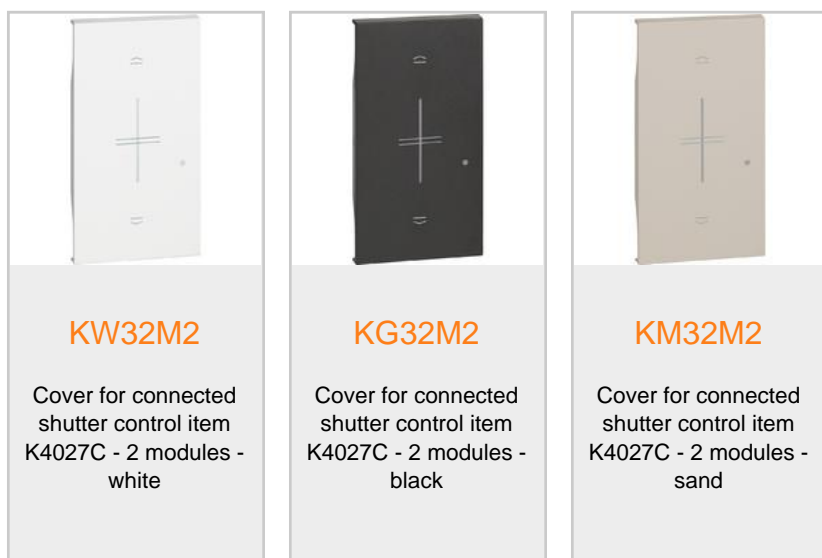 KW32M2
Cover for connected
shutter control item
K4027C - 2 modules -
white
KG32M2
Cover for connected
shutter control item
K4027C - 2 modules -
black
KM32M2
Cover for connected
shutter control item
K4027C - 2 modules -
sand